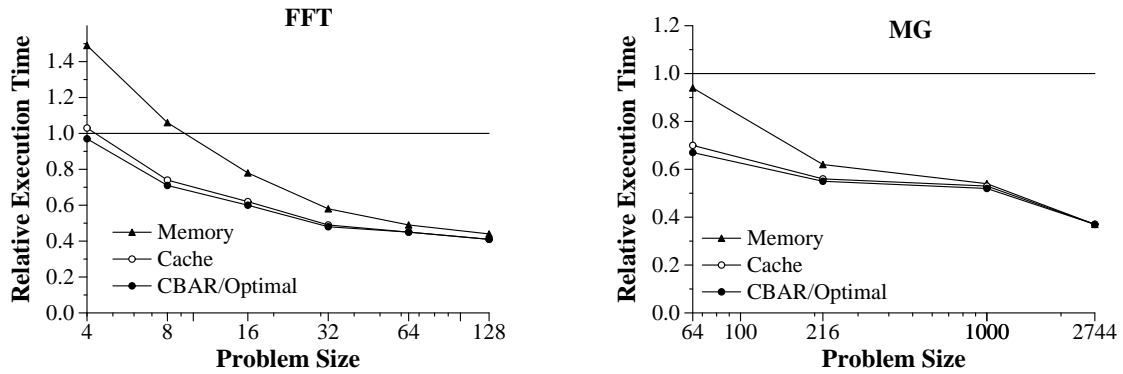 FFT
Relative Execution Time
1.4
1.2
1.0
0.8
0.6
0.4
0.2
0.0
Memory
Cache
CBAR/Optimal
4 8 16 32 64 128
Problem Size
MG
Relative Execution Time
1.2
1.0
0.8
0.6
0.4
0.2
0.0
Memory
Cache
CBAR/Optimal
64 100 216 1000 2744
Problem Size